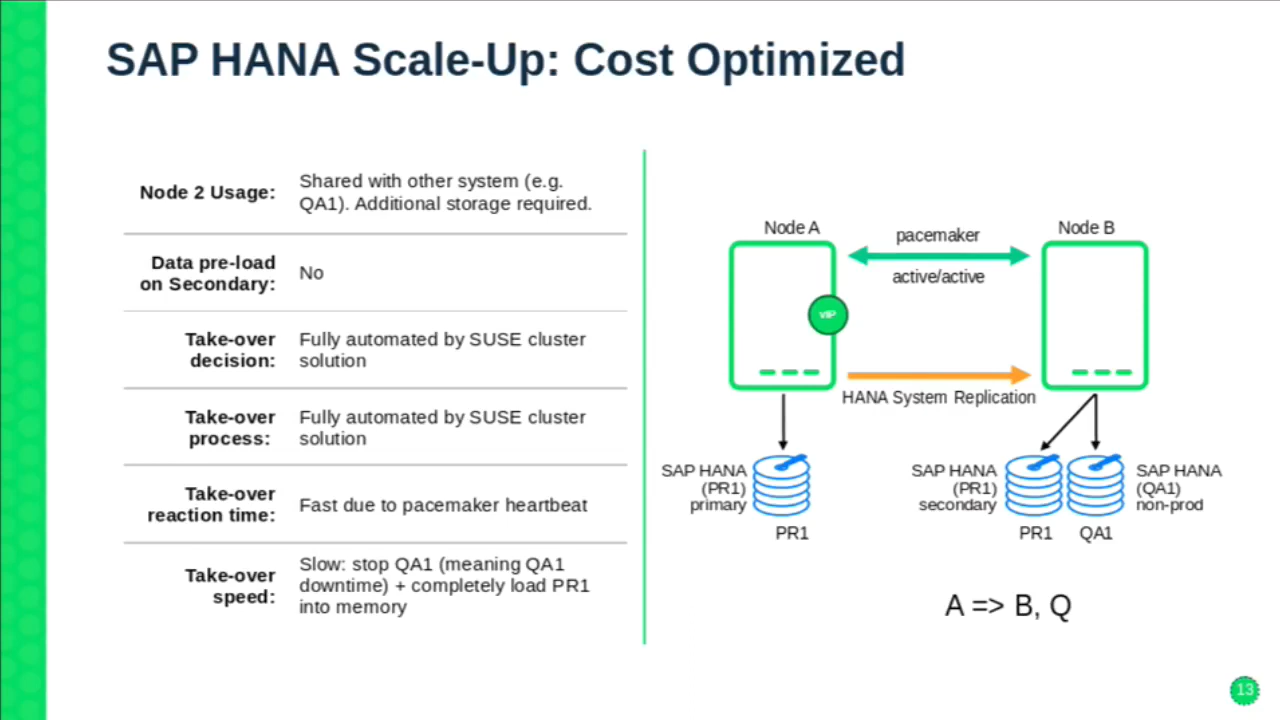 SAP HANA Scale-Up: Cost Optimized
Node 2 Usage:
Shared with other system (e.g.
QA1). Additional storage required.
Data pre-load
on Secondary:
No
Take-over
decision:
Fully automated by SUSE cluster
solution
Take-over
process:
Fully automated by SUSE cluster
solution
Take-over
reaction time:
Fast due to pacemaker heartbeat
Take-over
speed:
Slow: stop QA1 (meaning QA1
downtime) + completely load PR1
into memory
Node A
pacemaker
Node B
active/active
VIP
HANA System Replication
SAP HANA
(PR1)
primary
PR1
SAP HANA
(PR1)
secondary
PR1
QA1
SAP HANA
(QA1)
non-prod
A => B, Q
13